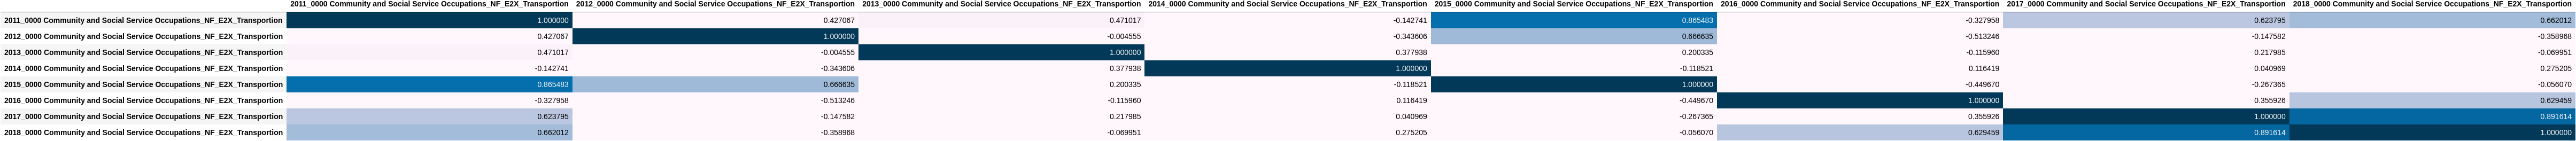 2011_0000 Community and Social Service Occupations_NF_E2X_Transportion 2012_0000 Community and Social Service Occupations_NF_E2X_Transportion 2013_0000 Community and Social Service Occupations_NF_E2X_Transportion 2014_0000 Community and Social Service Occupations_NF_E2X_Transportion 2015_0000 Community and Social Service Occupations_NF_E2X_Transportion 2016_0000 Community and Social Service Occupations_NF_E2X_Transportion 2017_0000 Community and Social Service Occupations_NF_E2X_Transportion 2018_0000 Community and Social Service Occupations_NF_E2X_Transportion
2011_0000 Community and Social Service Occupations_NF_E2X_Transportion 1.000000 0.427067 0.471017 -0.142741 0.865483 -0.327958 0.623795 0.662012
2012_0000 Community and Social Service Occupations_NF_E2X_Transportion 0.427067 1.000000 -0.004555 -0.343606 0.666635 -0.513246 -0.147582 -0.358968
2013_0000 Community and Social Service Occupations_NF_E2X_Transportion 0.471017 -0.004555 1.000000 0.377938 0.200335 -0.115960 0.217985 -0.069951
2014_0000 Community and Social Service Occupations_NF_E2X_Transportion -0.142741 -0.343606 0.377938 1.000000 -0.118521 0.116419 0.040969 0.275205
2015_0000 Community and Social Service Occupations_NF_E2X_Transportion 0.865483 0.666635 0.200335 -0.118521 1.000000 -0.449670 -0.267365 -0.056070
2016_0000 Community and Social Service Occupations_NF_E2X_Transportion -0.327958 -0.513246 -0.115960 0.116419 -0.449670 1.000000 0.355926 0.629459
2017_0000 Community and Social Service Occupations_NF_E2X_Transportion 0.623795 -0.147582 0.217985 0.040969 -0.267365 0.355926 1.000000 0.891614
2018_0000 Community and Social Service Occupations_NF_E2X_Transportion 0.662012 -0.358968 -0.069951 0.275205 -0.056070 0.629459 0.891614 1.000000